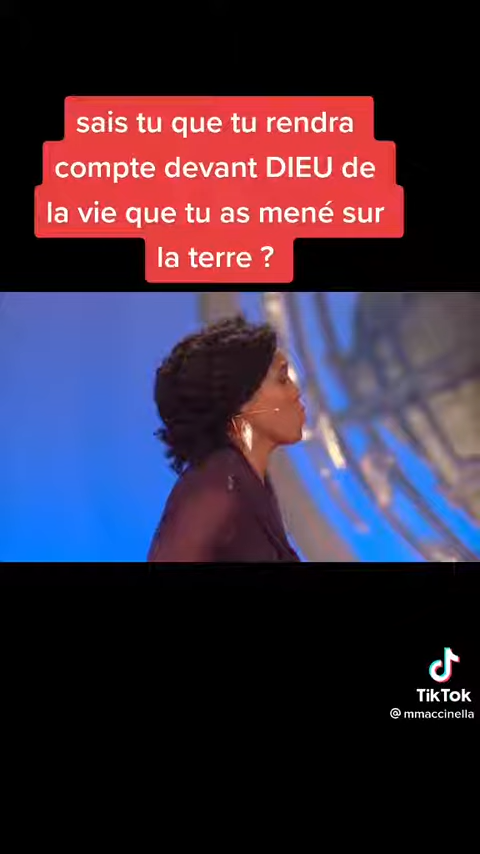 sais tu que tu rendra
compte devant DIEU de
la vie que tu as mené sur
la terre ?
TikTok
@mmaccinella